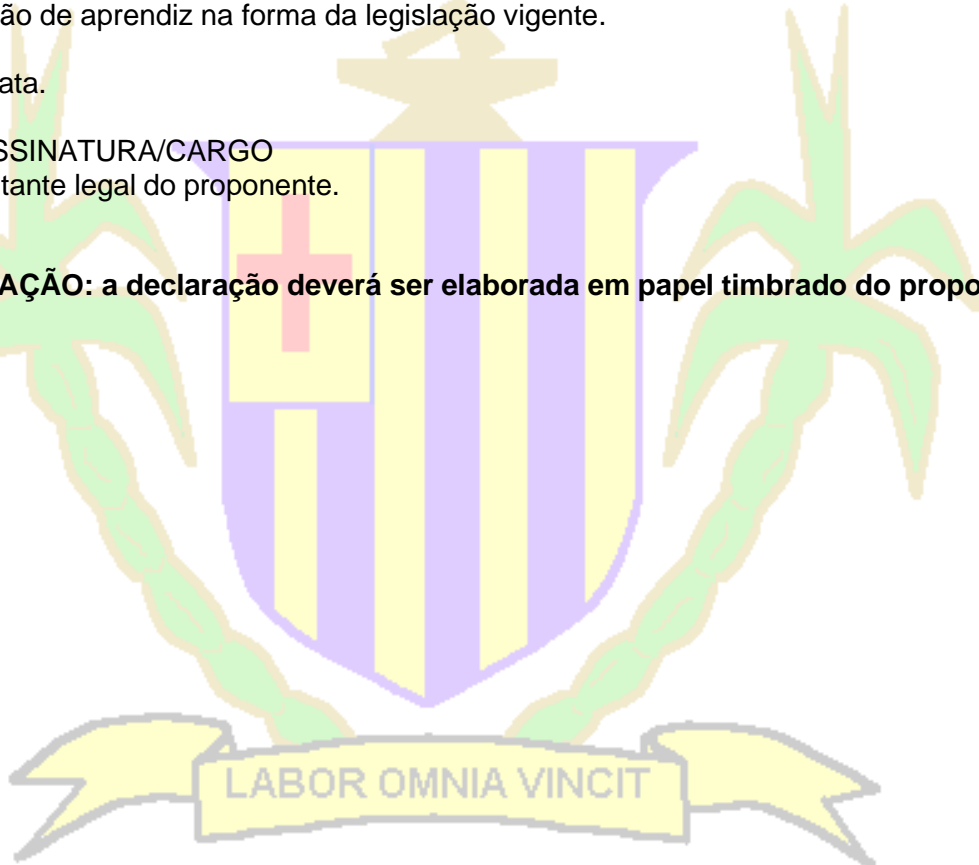 ão de aprendiz na forma da legislação vigente.
ata.
SSINATURA/CARGO
tante legal do proponente.
AÇÃO: a declaração deverá ser elaborada em papel timbrado do propo
LABOR OMNIA VINCIT